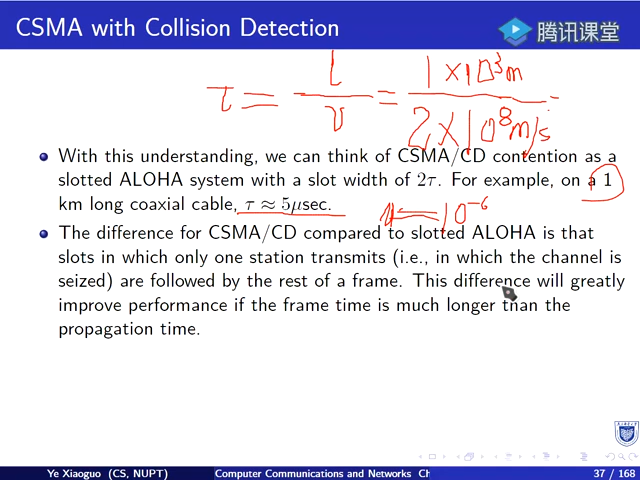 CSMA with Collision Detection
腾讯课堂
τ = L / v = 1 × 10³ m / 2 × 10⁸ m/s
With this understanding, we can think of CSMA/CD contention as a
slotted ALOHA system with a slot width of 2τ. For example, on a 1
km long coaxial cable, τ ≈ 5μsec.
10⁻⁶
The difference for CSMA/CD compared to slotted ALOHA is that
slots in which only one station transmits (i.e., in which the channel is
seized) are followed by the rest of a frame. This difference will greatly
improve performance if the frame time is much longer than the
propagation time.
Ye Xiaoguo (CS, NUPT) Computer Communications and Networks Ch 37 / 168